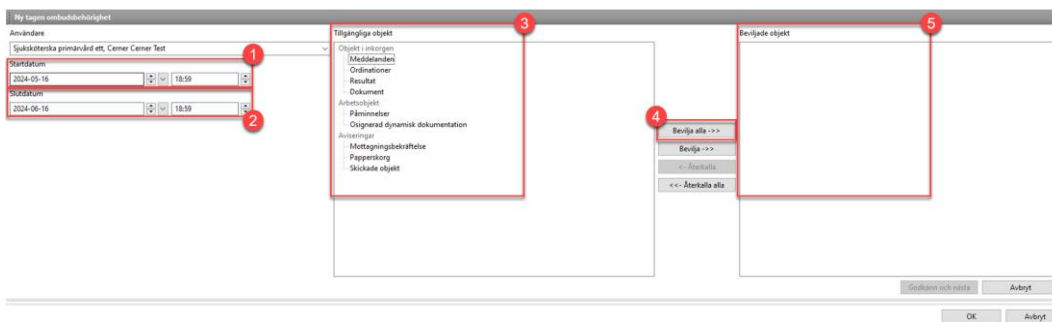 Ny tagen ombudsbehörighet
Användare
Sjuksköterska primärvård ett, Cerner Cerner Test
1
Startdatum
2024-05-16 18:59
Slutdatum
2024-06-16 18:59
2
Tillgängliga objekt
3
Objekt i inkorgen
Meddelanden
Ordinationer
Resultat
Dokument
Arbetsobjekt
Påminnelser
Osignerad dynamisk dokumentation
Aviseringar
Mottagningsbekräftelse
Papperskorg
Skickade objekt
4
Bevilja alla ->>
Bevilja ->>
<- Återkalla
<<- Återkalla alla
Beviljade objekt
5
Godkänn och nästa
Avbryt
OK
Avbryt